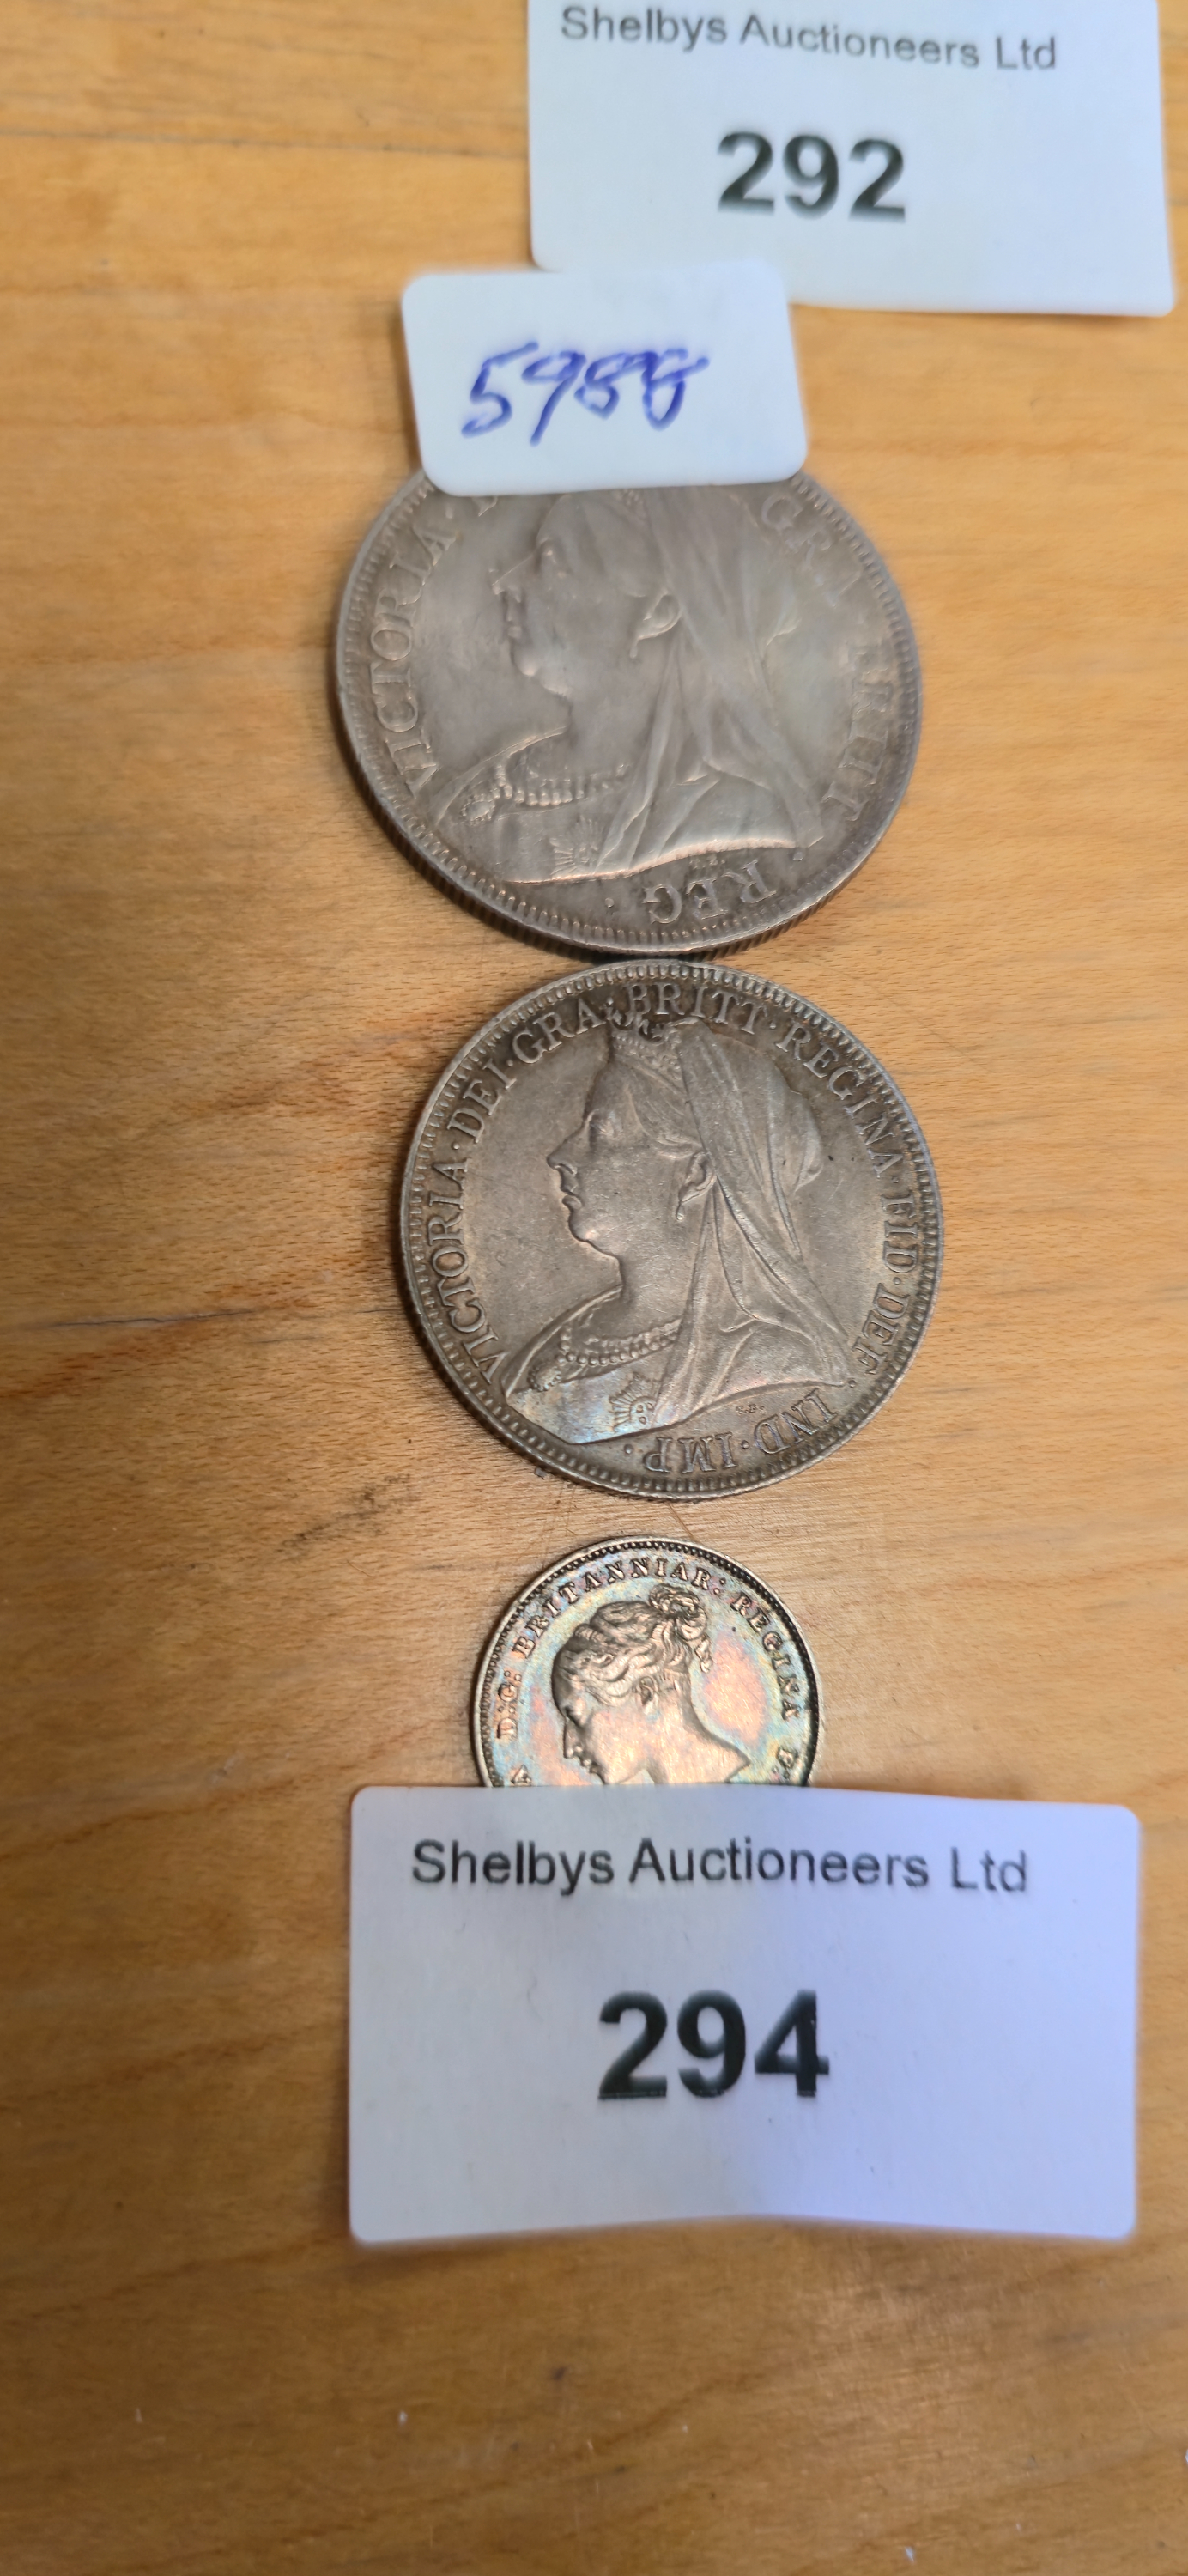 Shelbys Auctioneers Ltd
292
5988
VICTORIA · GRA BRITT REG ·
VICTORIA · DEI · GRA : BRITT · REGINA · FID · DEF · IND · IMP ·
D:G: BRITANNIAR: REGINA F:
Shelbys Auctioneers Ltd
294